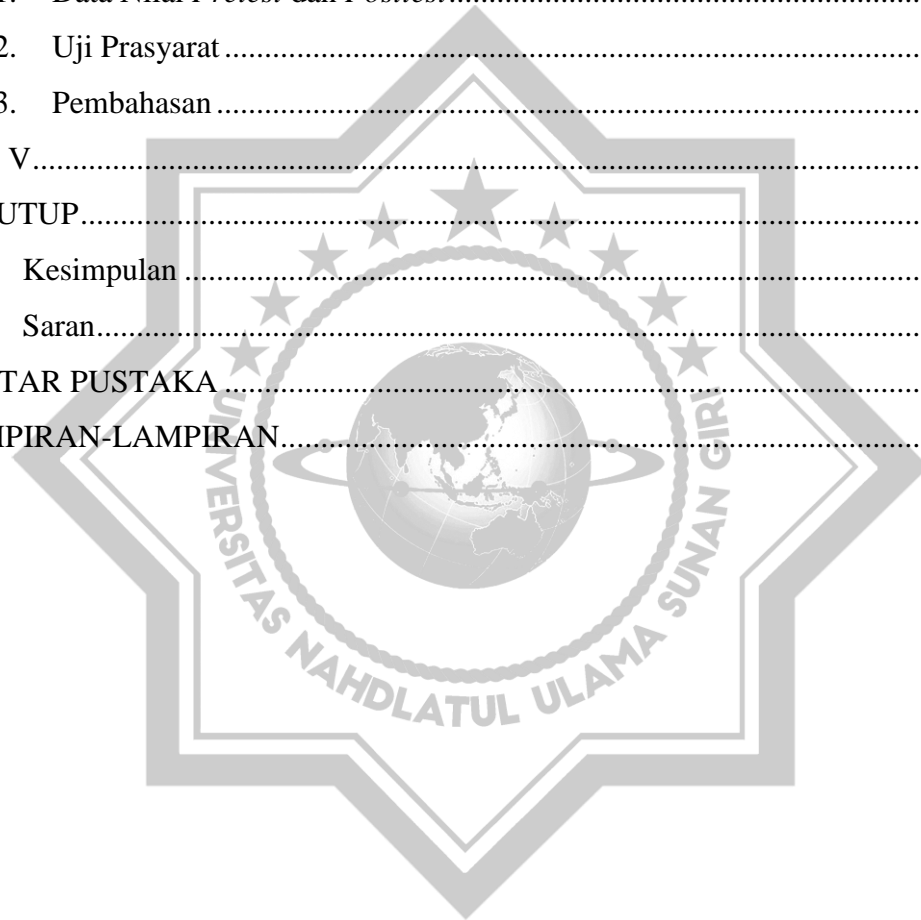 1. Data Nilai Pretest dan Posttest........................................
2. Uji Prasyarat........................................
3. Pembahasan........................................
V........................................
UTUP........................................
Kesimpulan........................................
Saran........................................
TAR PUSTAKA........................................
IPIRAN-LAMPIRAN........................................
UNIVERSITAS NAHDLATUL ULAMA SUNAN GIRI